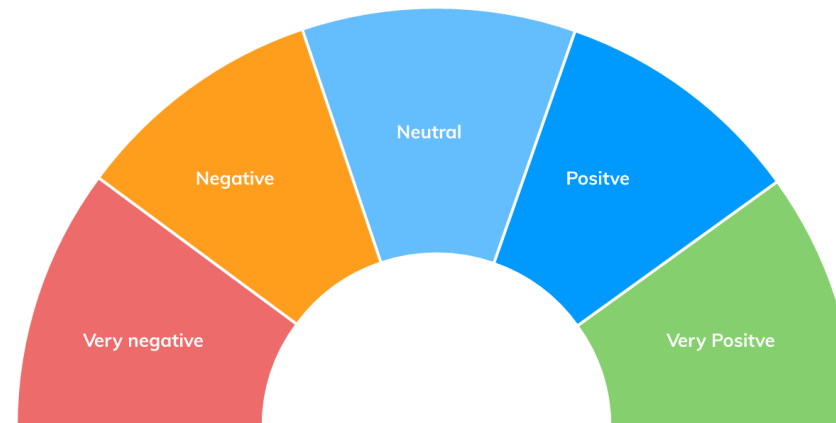 Very negative
Negative
Neutral
Positve
Very Positve